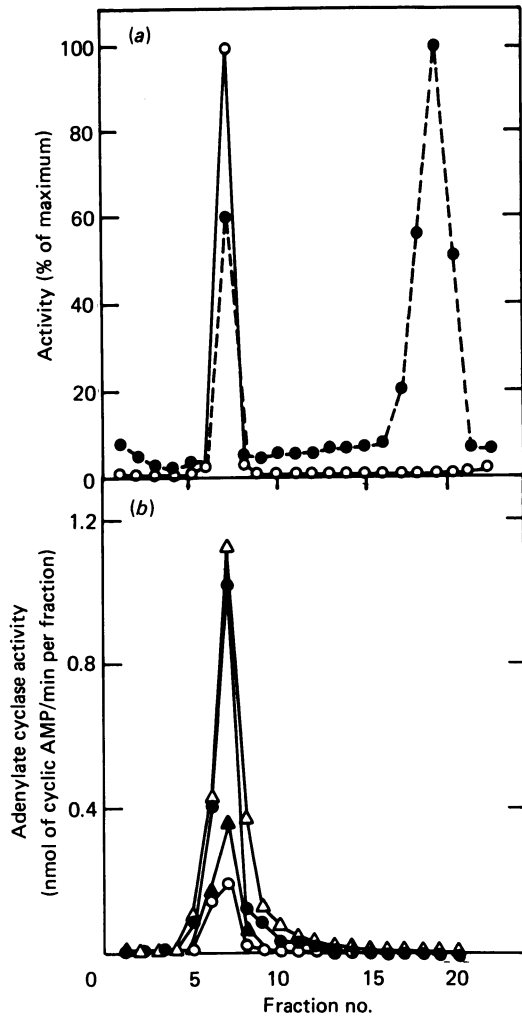 (a)
100
80
60
40
20
0
Activity (% of maximum)
(b)
1.2
0.8
0.4
Adenylate cyclase activity
(nmol of cyclic AMP/min per fraction)
0 5 10 15 20
Fraction no.